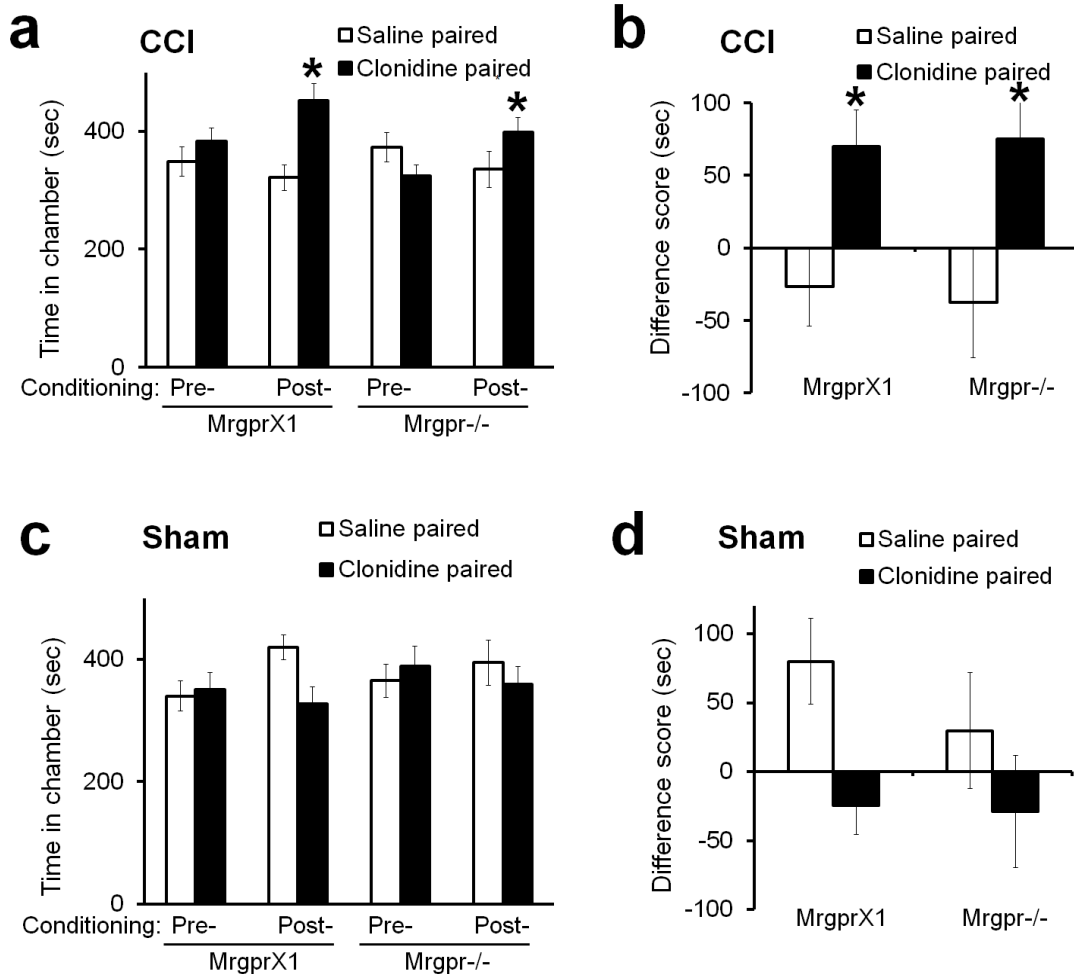 a
CCI
Saline paired
Clonidine paired
Time in chamber (sec)
400
200
0
*
*
Conditioning: Pre- Post- Pre- Post-
MrgprX1 Mrgpr-/-
b
CCI
Saline paired
Clonidine paired
Difference score (sec)
100
50
0
-50
-100
*
*
MrgprX1 Mrgpr-/-
c
Sham
Saline paired
Clonidine paired
Time in chamber (sec)
400
200
0
Conditioning: Pre- Post- Pre- Post-
MrgprX1 Mrgpr-/-
d
Sham
Saline paired
Clonidine paired
Difference score (sec)
100
50
0
-50
-100
MrgprX1 Mrgpr-/-